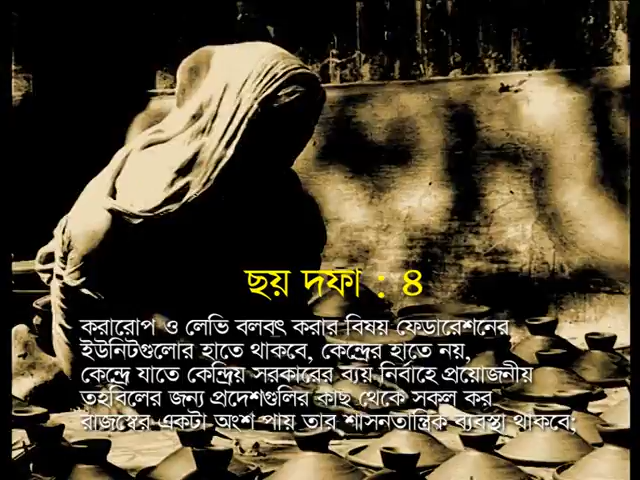 ছয় দফা : ৪
করারোপ ও লেভি বলবৎ করার বিষয় ফেডারেশনের
ইউনিটগুলোর হাতে থাকবে, কেন্দ্রের হাতে নয়,
কেন্দ্রে যাতে কেন্দ্রিয় সরকারের ব্যয় নির্বাহে প্রয়োজনীয়
তহবিলের জন্য প্রদেশগুলির কাছ থেকে সকল কর
রাজস্বের একটা অংশ পায় তার শাসনতান্ত্রিক ব্যবস্থা থাকবে;